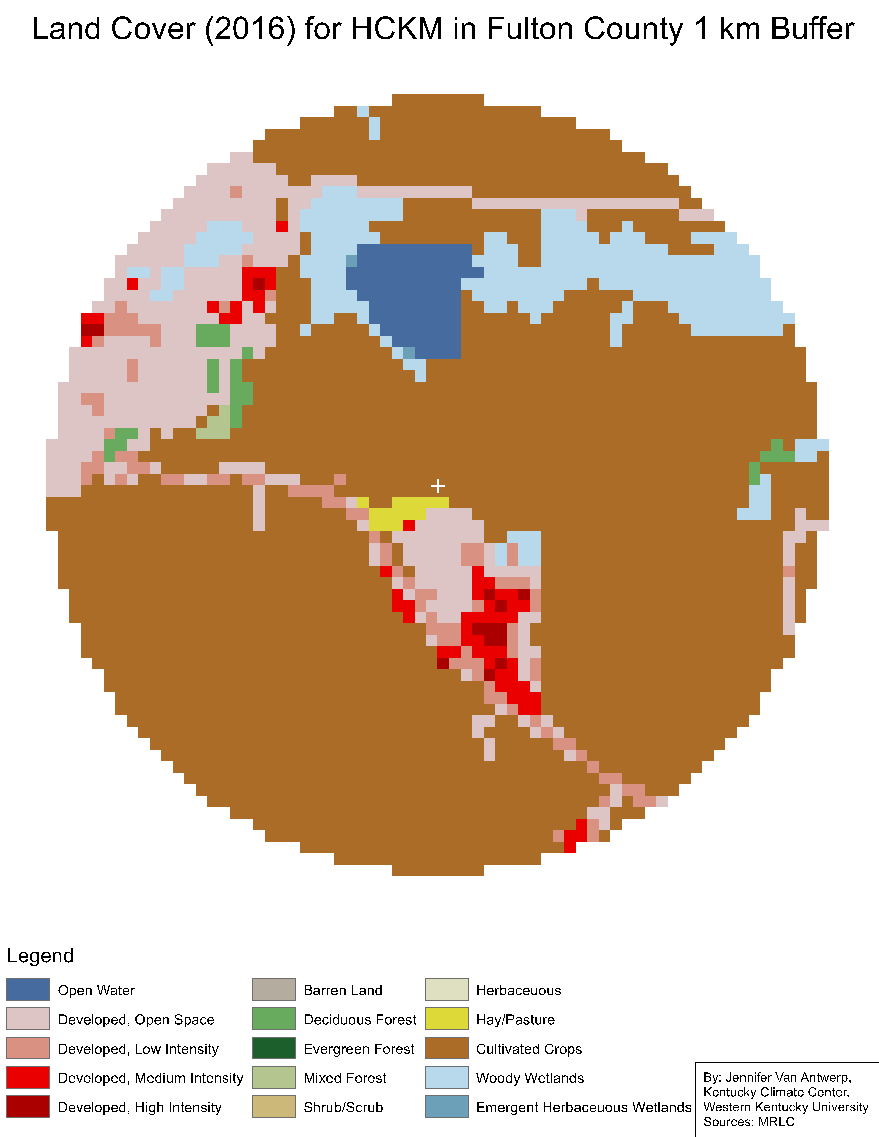 Land Cover (2016) for HCKM in Fulton County 1 km Buffer
Legend
Open Water
Developed, Open Space
Developed, Low Intensity
Developed, Medium Intensity
Developed, High Intensity
Barren Land
Deciduous Forest
Evergreen Forest
Mixed Forest
Shrub/Scrub
Herbaceuous
Hay/Pasture
Cultivated Crops
Woody Wetlands
Emergent Herbaceuous Wetlands
By: Jennifer Van Antwerp,
Kentucky Climate Center,
Western Kentucky University
Sources: MRLC